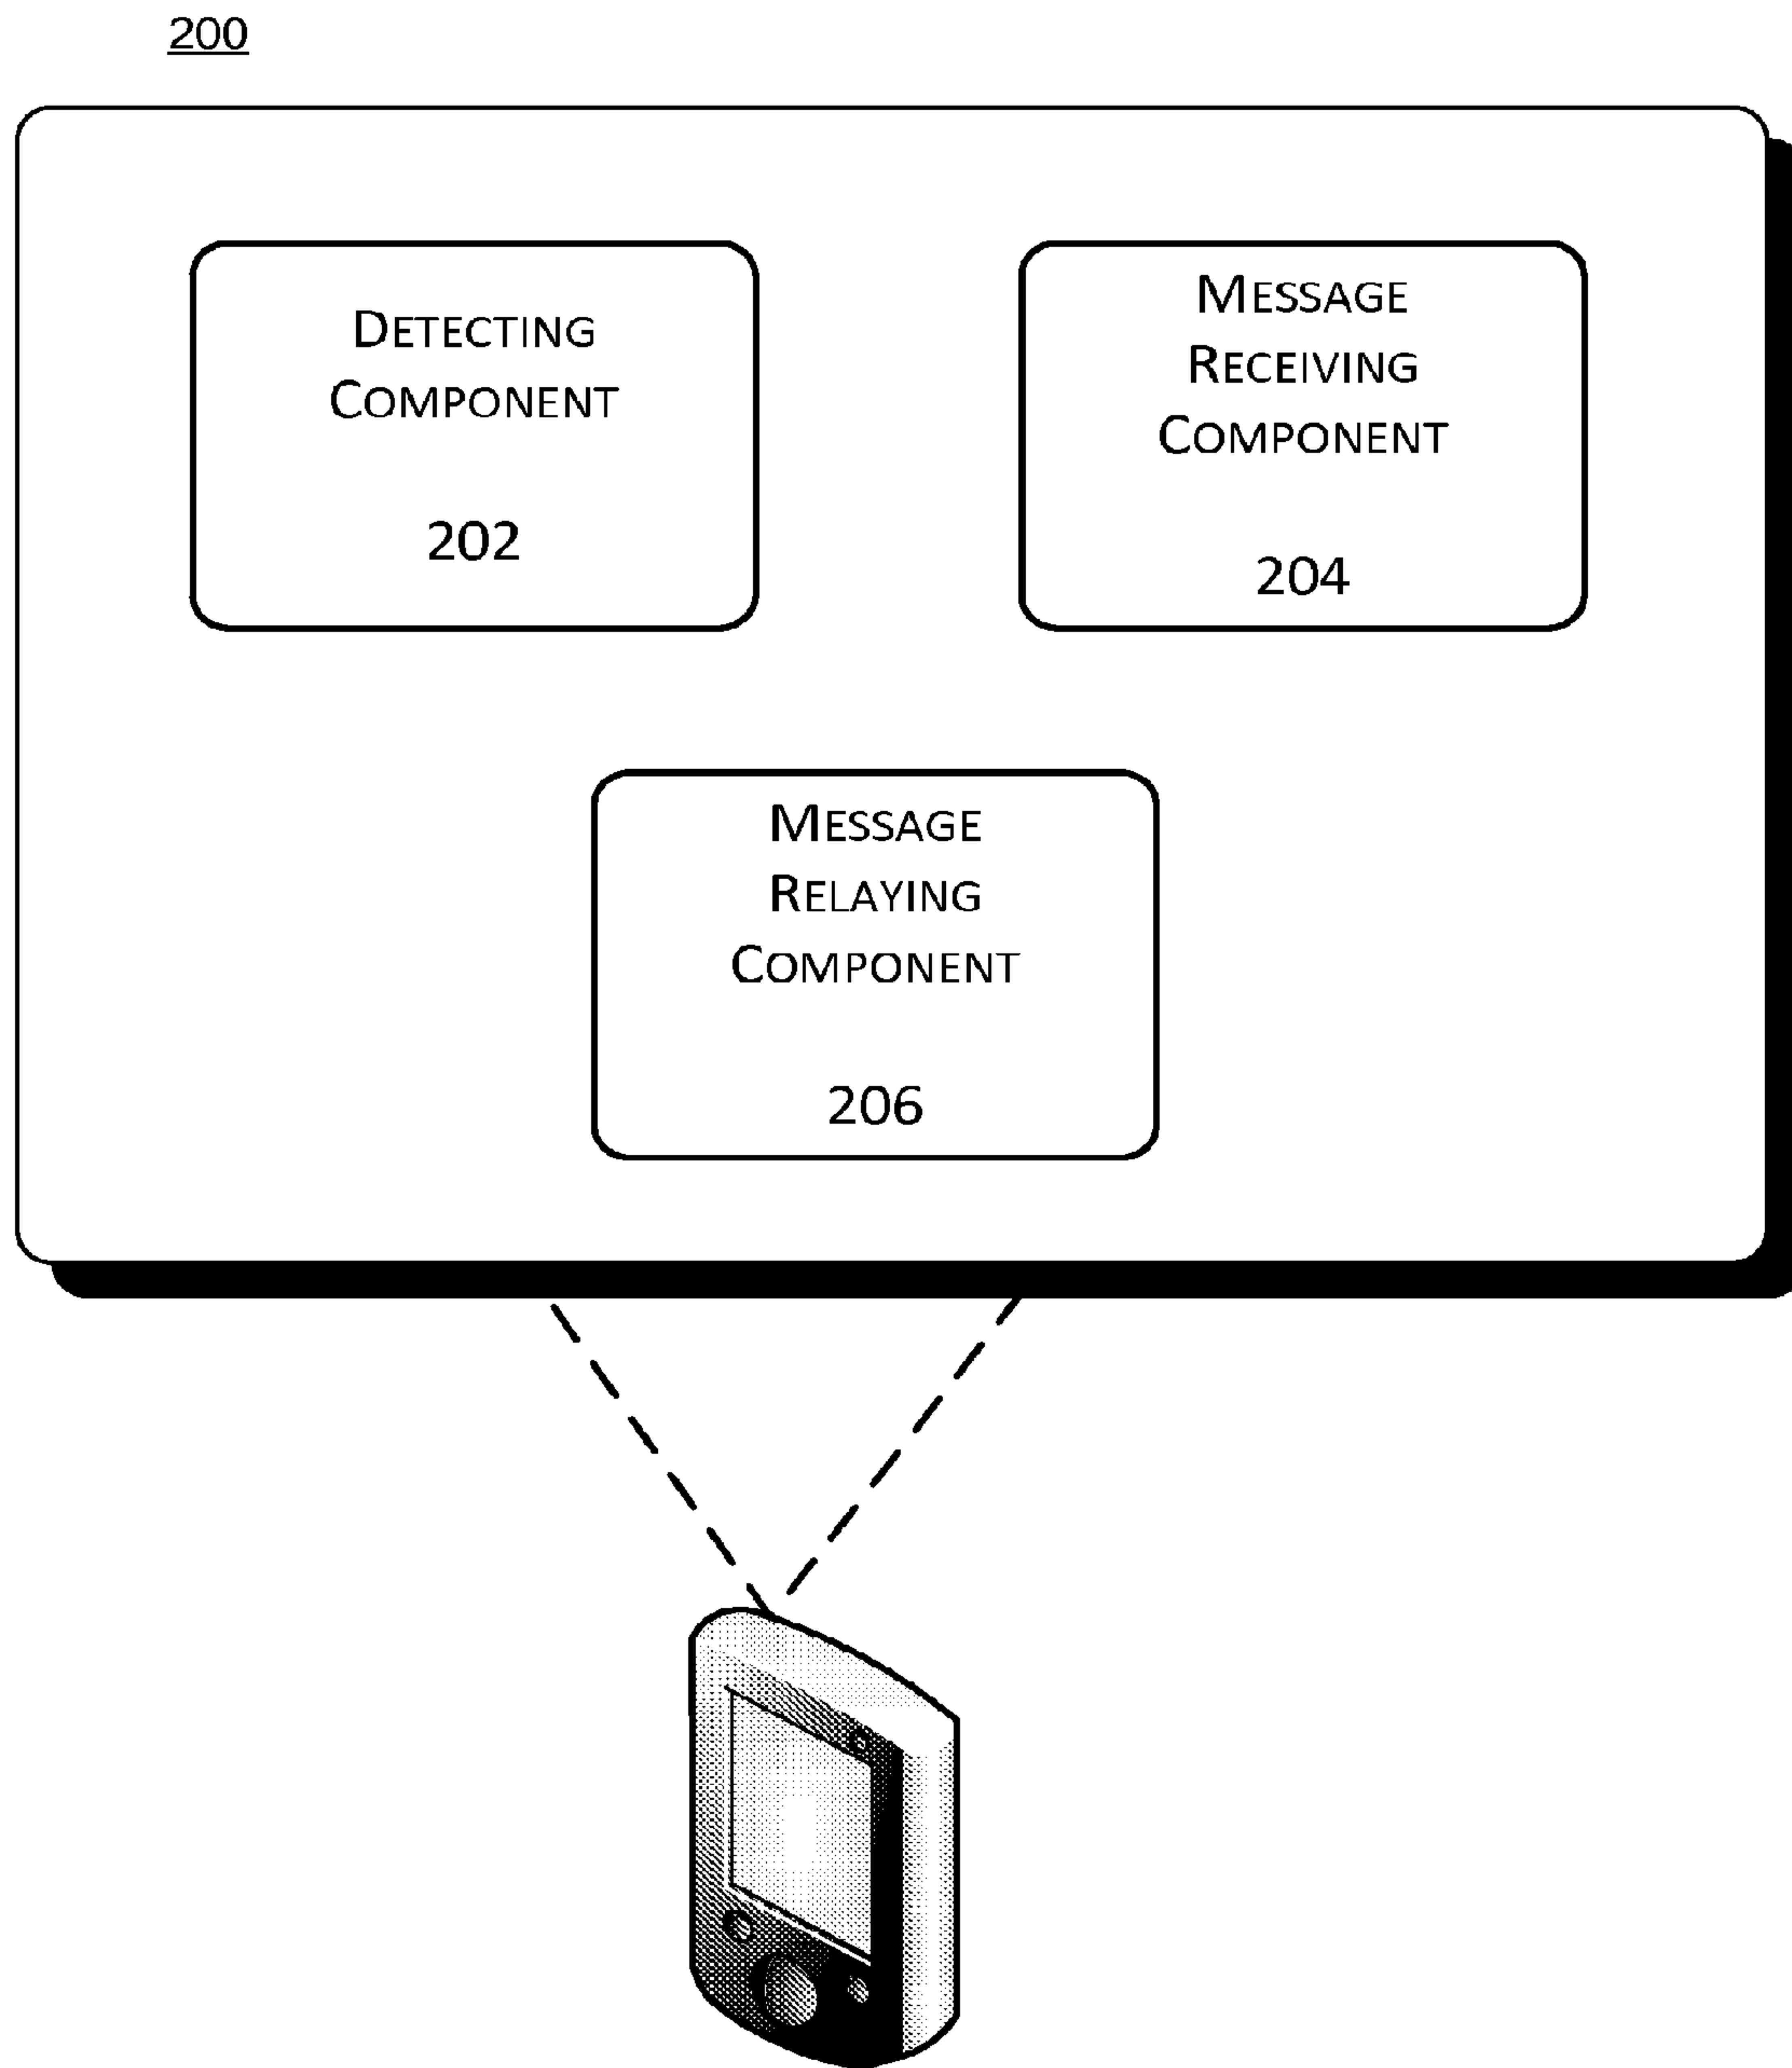 200
DETECTING
COMPONENT
202
MESSAGE
RECEIVING
COMPONENT
204
MESSAGE
RELAYING
COMPONENT
206